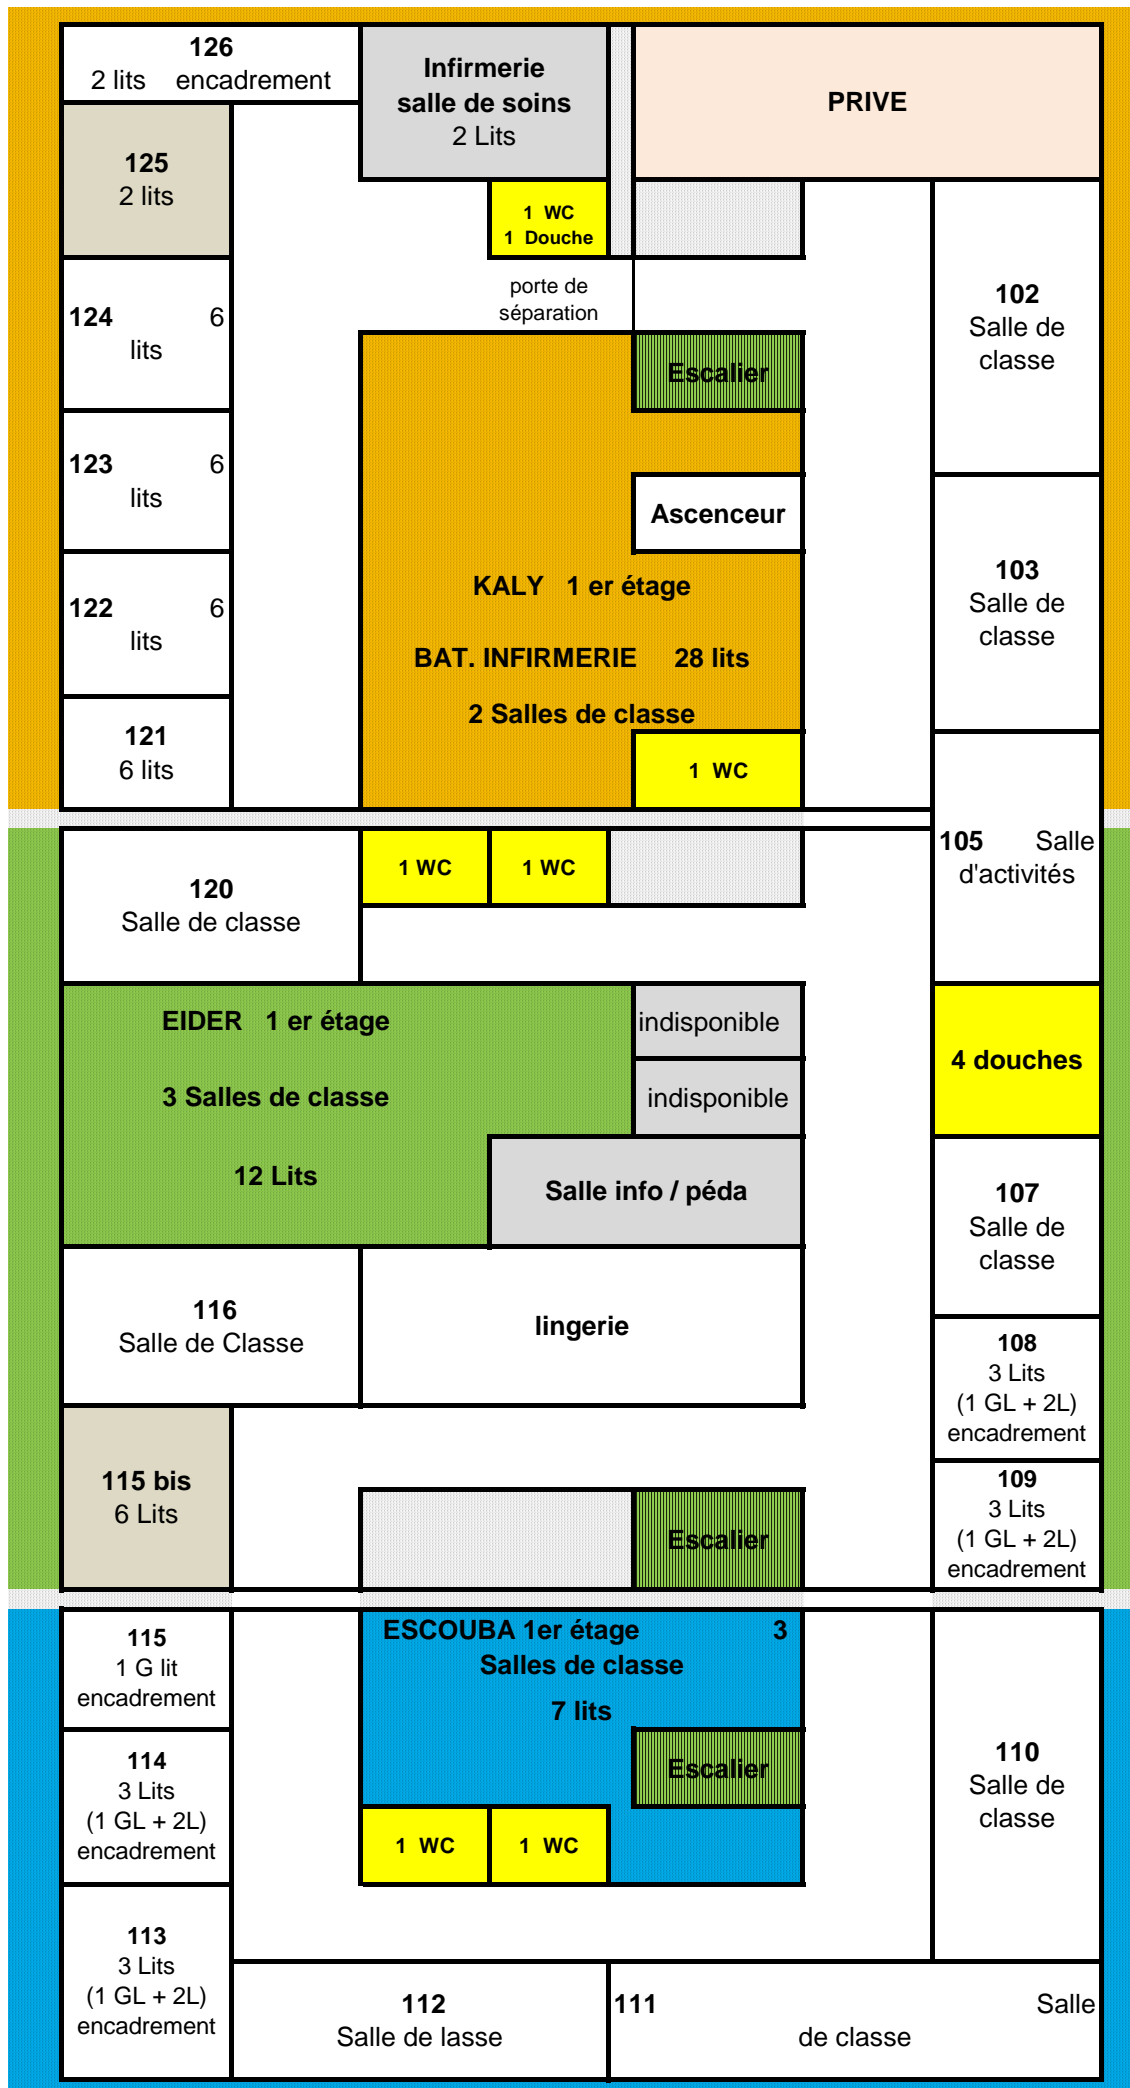 126
2 lits encadrement
Infirmerie
salle de soins
2 Lits
PRIVE
125
2 lits
1 WC
1 Douche
porte de
séparation
124 6
lits
102
Salle de
classe
Escalier
123 6
lits
Ascenceur
103
Salle de
classe
122 6
lits
KALY 1 er étage
BAT. INFIRMERIE 28 lits
2 Salles de classe
121
6 lits
1 WC
105 Salle
d'activités
120
Salle de classe
1 WC
1 WC
EIDER 1 er étage
3 Salles de classe
12 Lits
indisponible
indisponible
4 douches
Salle info / péda
107
Salle de
classe
116
Salle de Classe
lingerie
108
3 Lits
(1 GL + 2L)
encadrement
115 bis
6 Lits
Escalier
109
3 Lits
(1 GL + 2L)
encadrement
115
1 G lit
encadrement
ESCOUBA 1er étage 3
Salles de classe
7 lits
114
3 Lits
(1 GL + 2L)
encadrement
Escalier
110
Salle de
classe
1 WC
1 WC
113
3 Lits
(1 GL + 2L)
encadrement
112
Salle de lasse
111 Salle
de classe